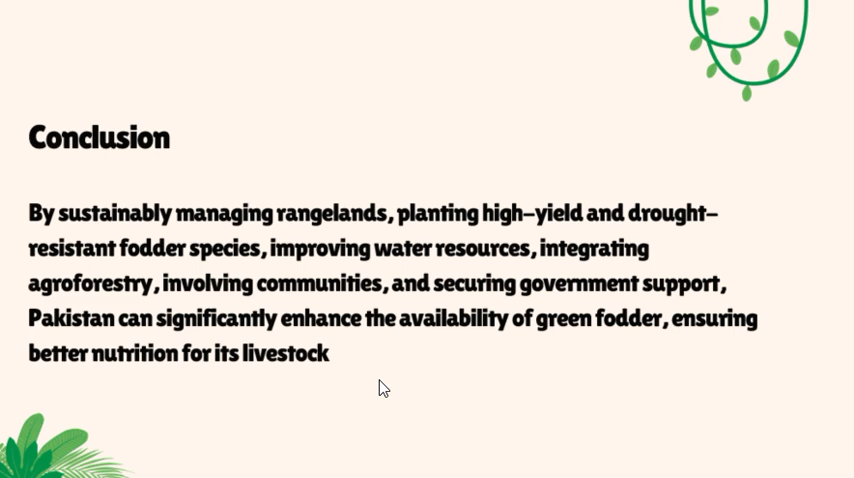 Conclusion
By sustainably managing rangelands, planting high-yield and drought-
resistant fodder species, improving water resources, integrating
agroforestry, involving communities, and securing government support,
Pakistan can significantly enhance the availability of green fodder, ensuring
better nutrition for its livestock